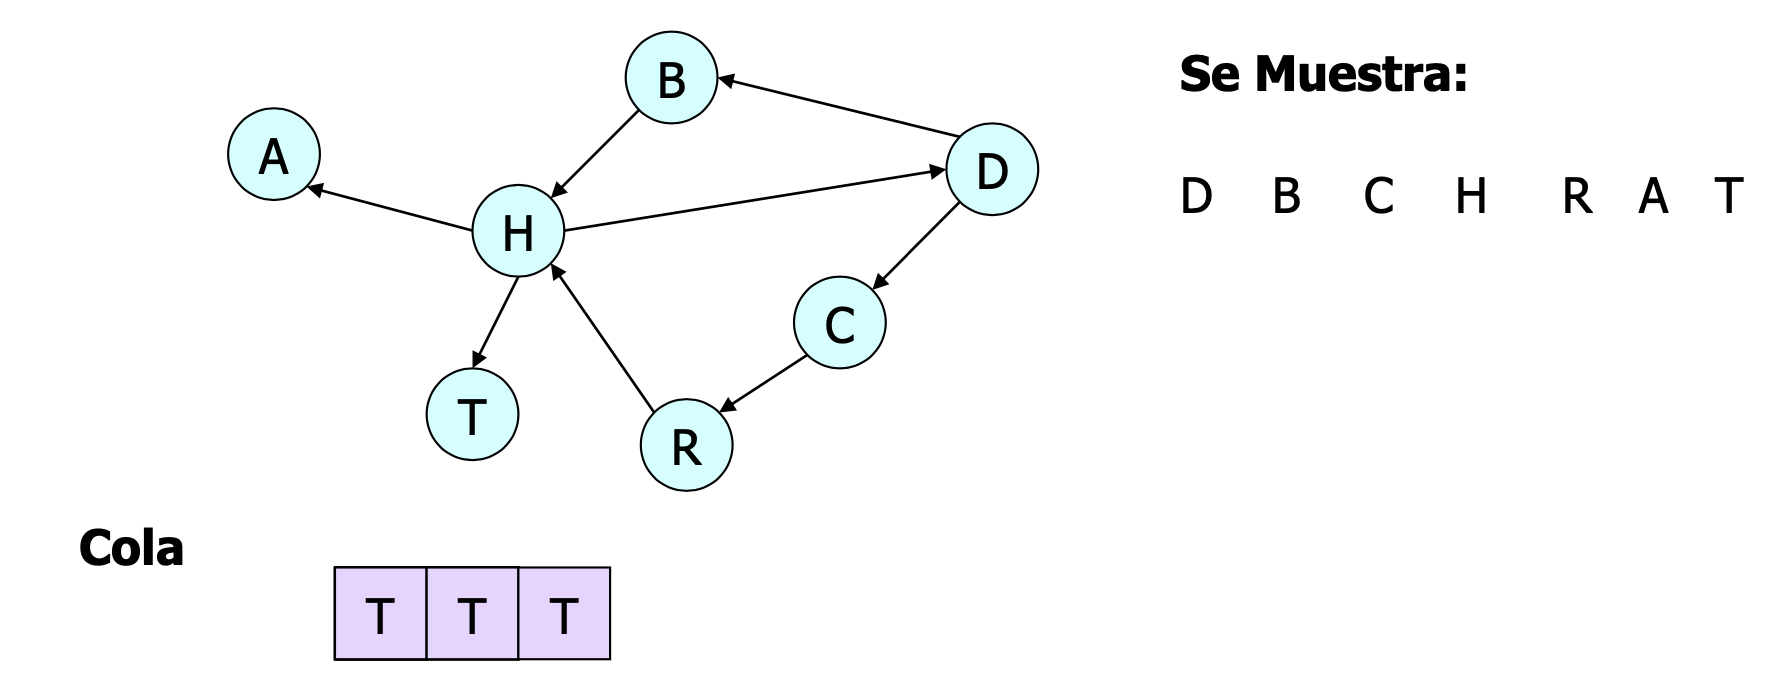 B
Se Muestra:
A
D
H
D B C H R A T
C
T
R
Cola
T T T